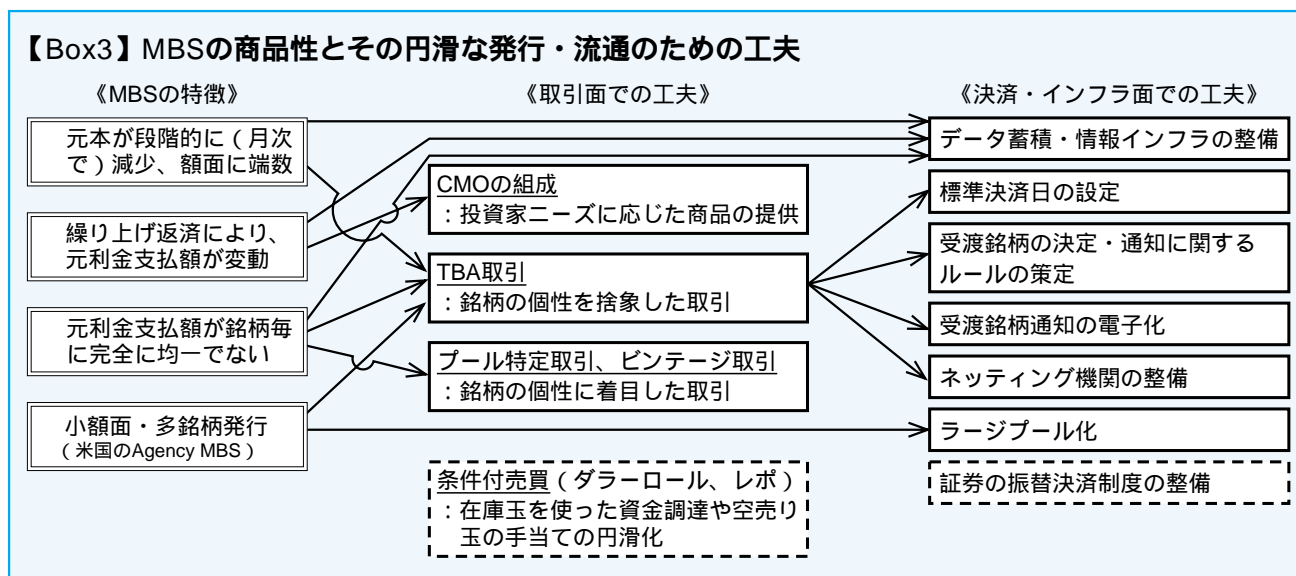 【Box3】MBSの商品性とその円滑な発行・流通のための工夫
《MBSの特徴》
元本が段階的に（月次
で）減少、額面に端数
繰り上げ返済により、
元利金支払額が変動
元利金支払額が銘柄毎
に完全に均一でない
小額面・多銘柄発行
（米国のAgency MBS）
《取引面での工夫》
CMOの組成
：投資家ニーズに応じた商品の提供
TBA取引
：銘柄の個性を捨象した取引
プール特定取引、ビンテージ取引
：銘柄の個性に着目した取引
条件付売買（ダラーロール、レポ）
：在庫玉を使った資金調達や空売り
玉の手当ての円滑化
《決済・インフラ面での工夫》
データ蓄積・情報インフラの整備
標準決済日の設定
受渡銘柄の決定・通知に関する
ルールの策定
受渡銘柄通知の電子化
ネッティング機関の整備
ラージプール化
証券の振替決済制度の整備